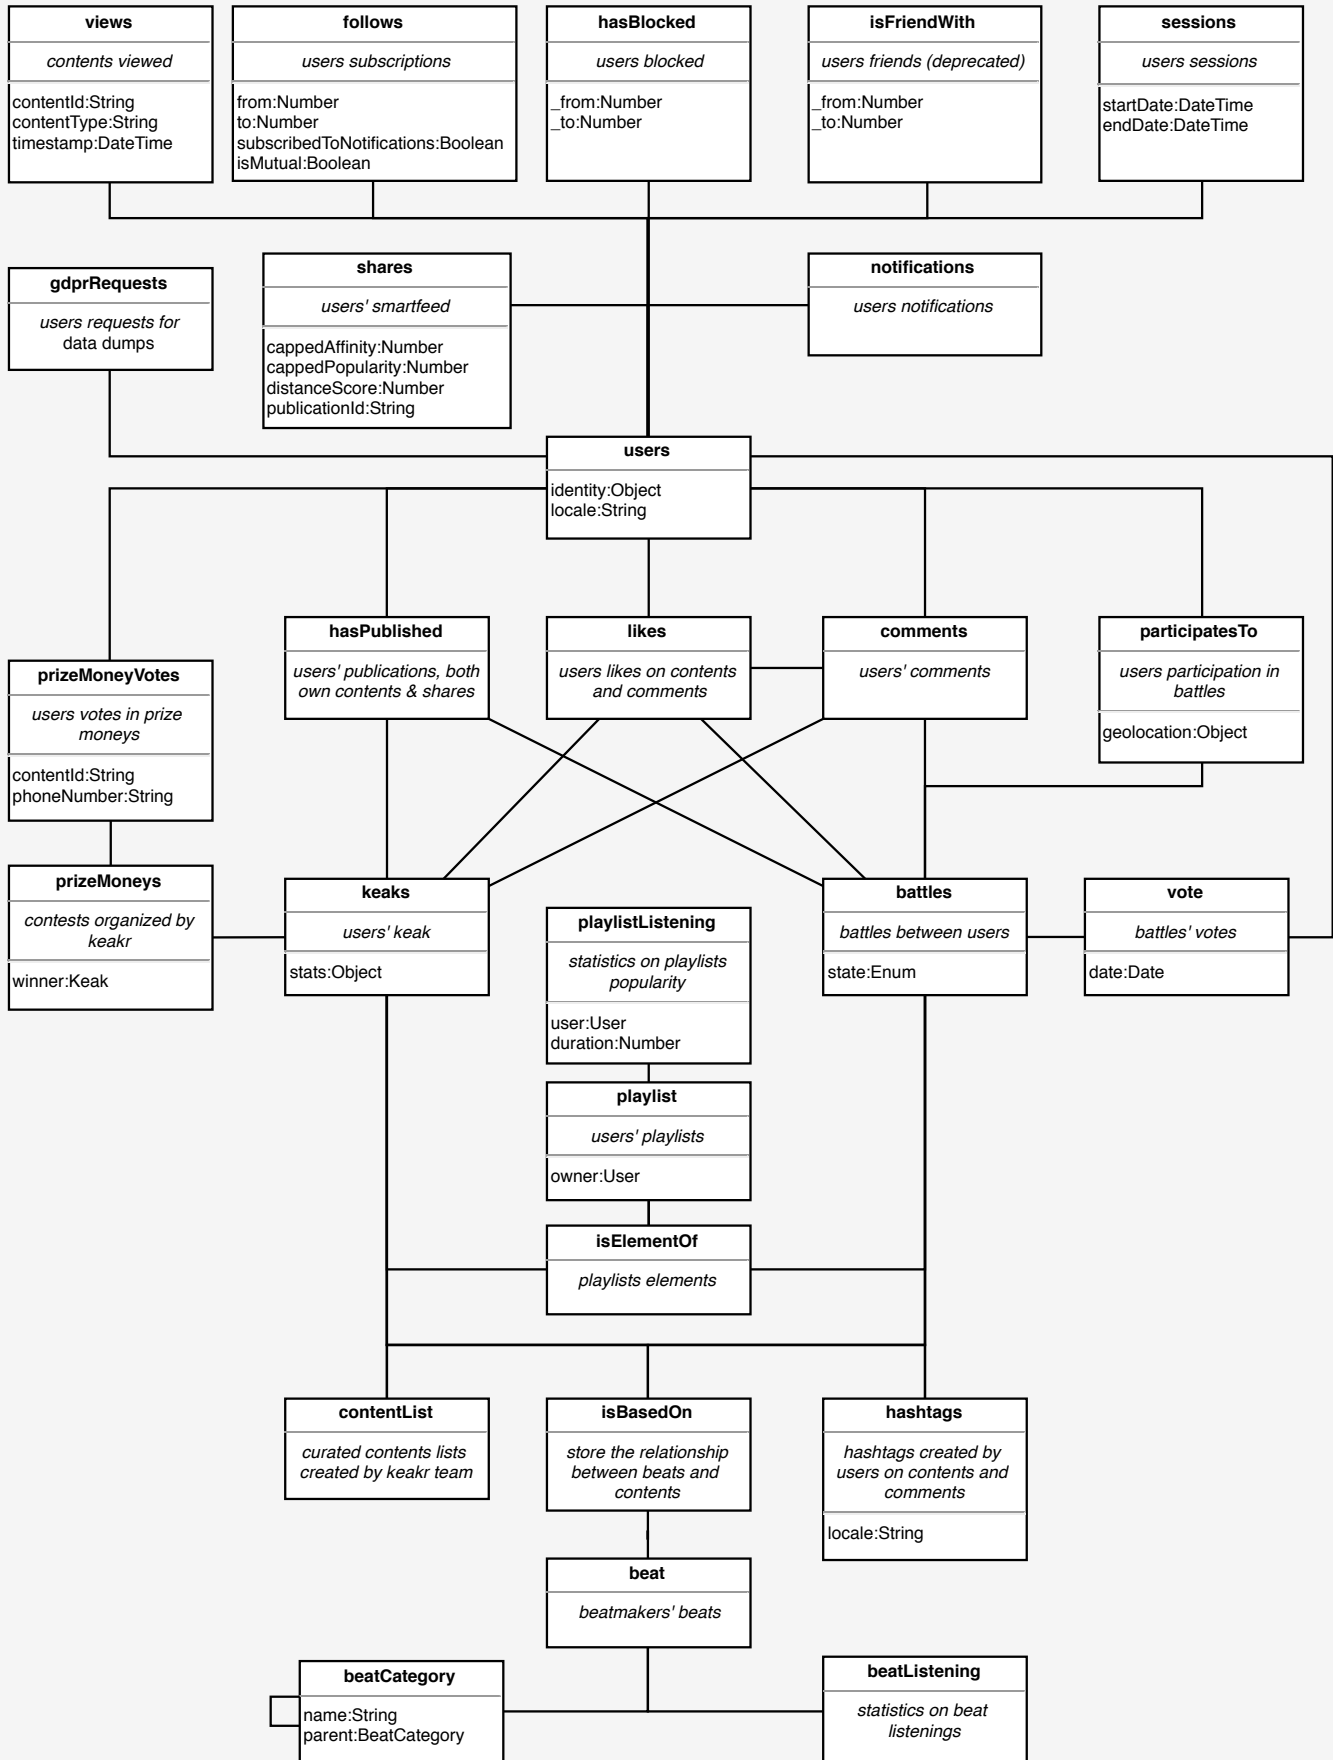 views
contents viewed
contentId:String
contentType:String
timestamp:DateTime
follows
users subscriptions
from:Number
to:Number
subscribedToNotifications:Boolean
isMutual:Boolean
hasBlocked
users blocked
_from:Number
_to:Number
isFriendWith
users friends (deprecated)
_from:Number
_to:Number
sessions
users sessions
startDate:DateTime
endDate:DateTime
gdprRequests
users requests for
data dumps
shares
users' smartfeed
cappedAffinity:Number
cappedPopularity:Number
distanceScore:Number
publicationId:String
notifications
users notifications
users
identity:Object
locale:String
prizeMoneyVotes
users votes in prize
moneys
contentId:String
phoneNumber:String
hasPublished
users' publications, both
own contents & shares
likes
users likes on contents
and comments
comments
users' comments
participatesTo
users participation in
battles
geolocation:Object
prizeMoneys
contests organized by
keakr
winner:Keak
keaks
users' keak
stats:Object
playlistListening
statistics on playlists
popularity
user:User
duration:Number
battles
battles between users
state:Enum
vote
battles' votes
date:Date
playlist
users' playlists
owner:User
isElementOf
playlists elements
contentList
curated contents lists
created by keakr team
isBasedOn
store the relationship
between beats and
contents
hashtags
hashtags created by
users on contents and
comments
locale:String
beat
beatmakers' beats
beatCategory
name:String
parent:BeatCategory
beatListening
statistics on beat
listenings